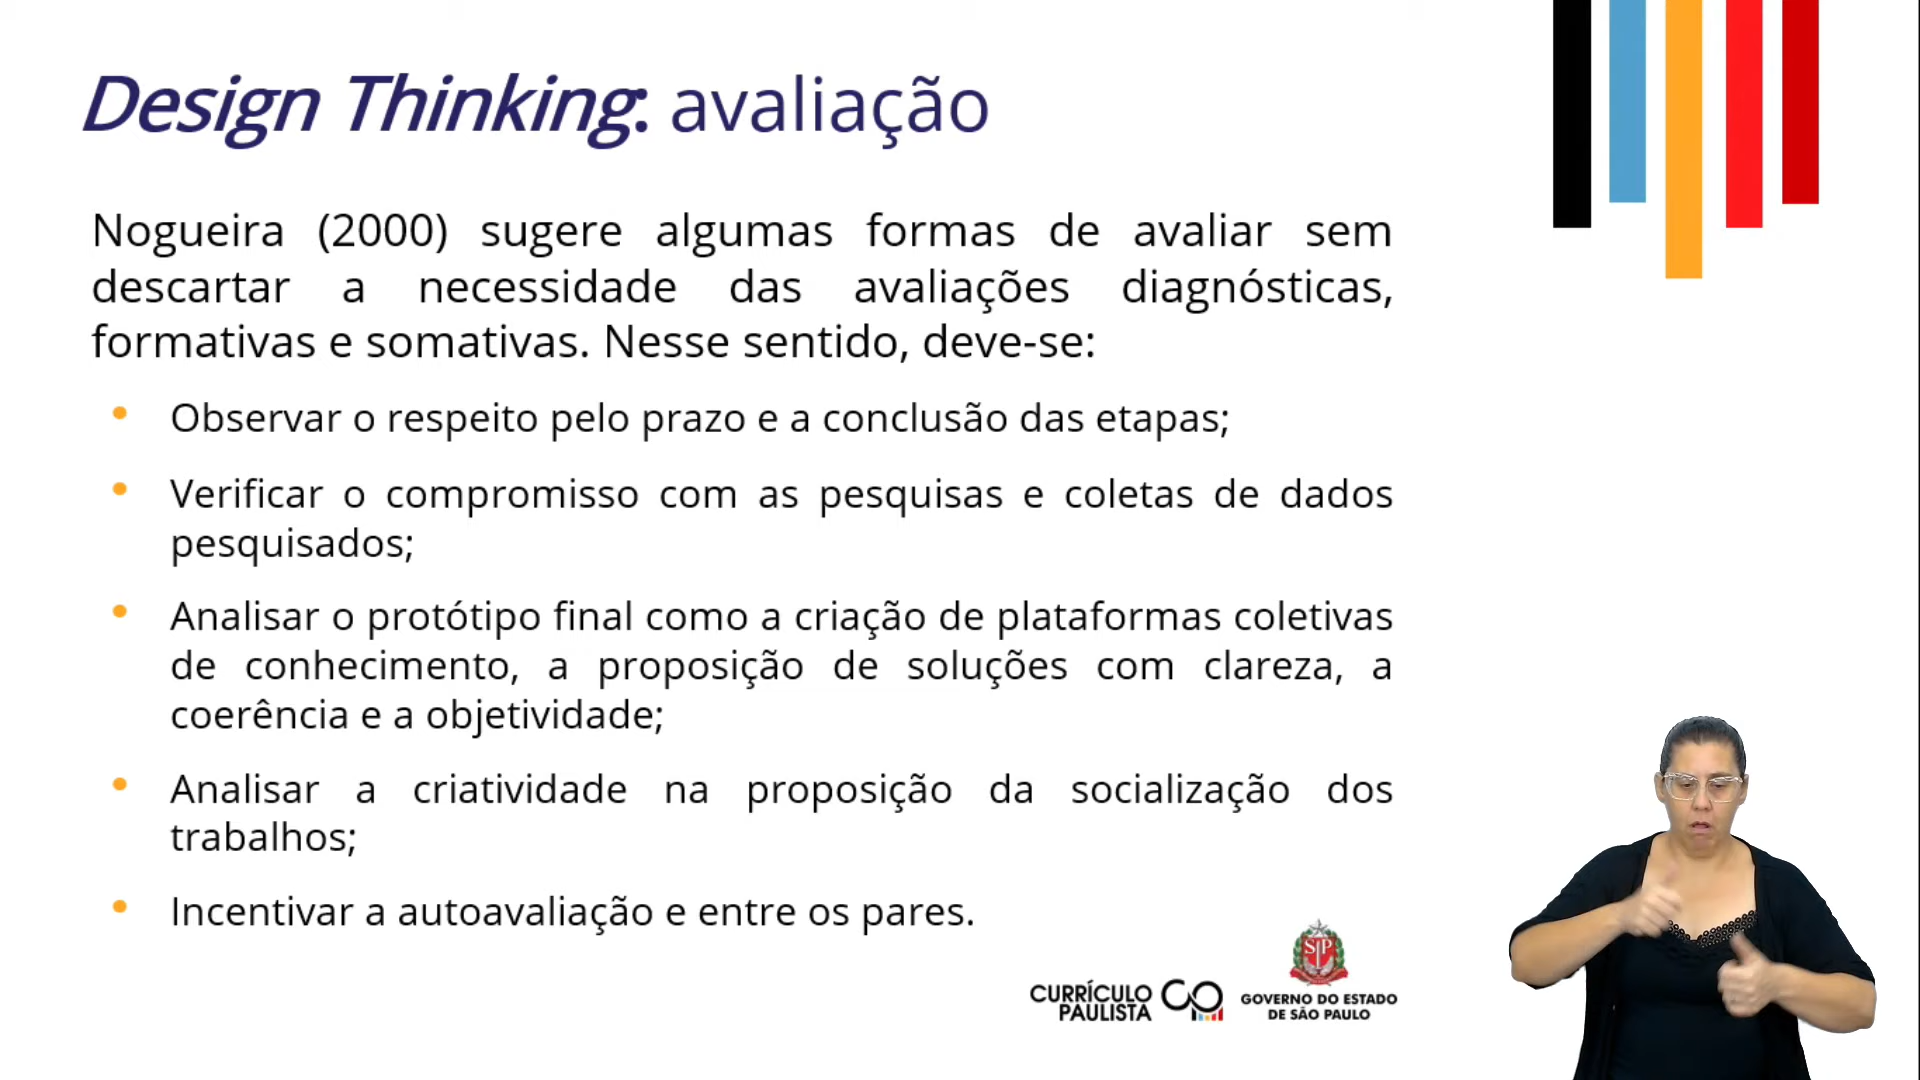 Design Thinking: avaliação
Nogueira (2000) sugere algumas formas de avaliar sem
descartar a necessidade das avaliações diagnósticas,
formativas e somativas. Nesse sentido, deve-se:
• Observar o respeito pelo prazo e a conclusão das etapas;
• Verificar o compromisso com as pesquisas e coletas de dados
pesquisados;
• Analisar o protótipo final como a criação de plataformas coletivas
de conhecimento, a proposição de soluções com clareza, a
coerência e a objetividade;
• Analisar a criatividade na proposição da socialização dos
trabalhos;
• Incentivar a autoavaliação e entre os pares.
CURRÍCULO
PAULISTA
SP
GOVERNO DO ESTADO
DE SÃO PAULO